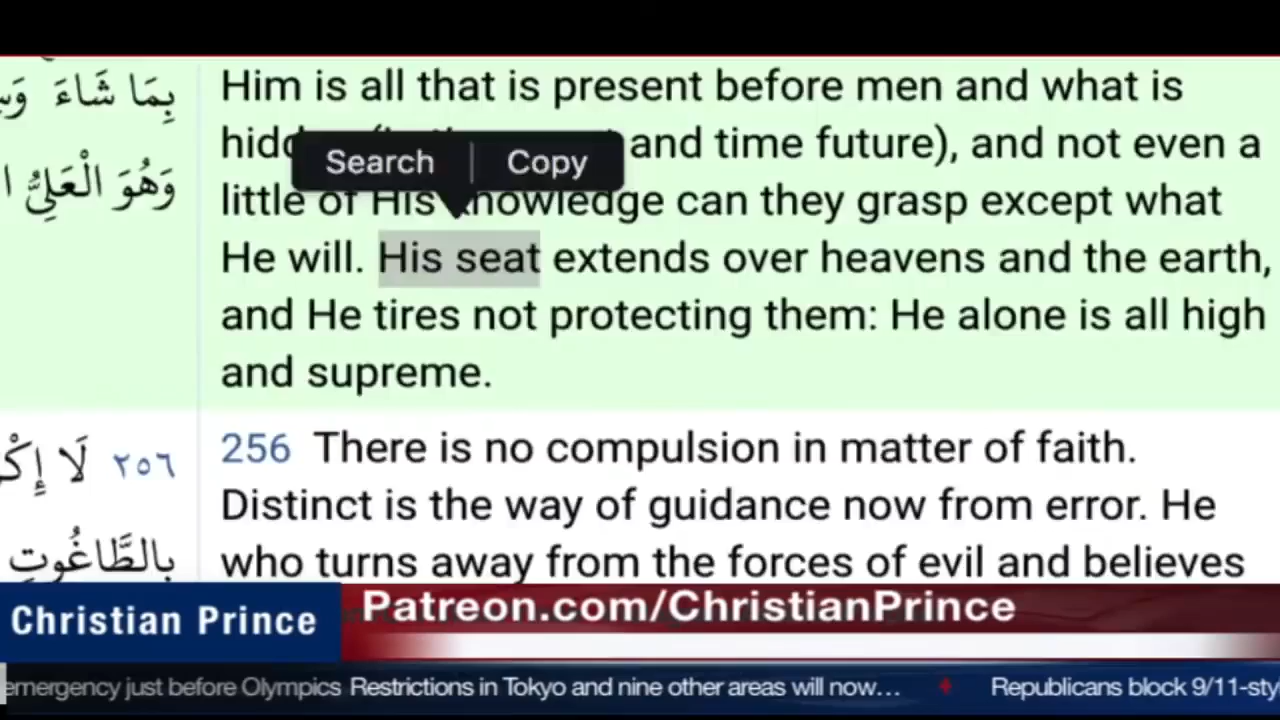 Him is all that is present before men and what is
بِمَا شَاءَ
Search | Copy
and time future), and not even a
وَهُوَ الْعَلِيُّ
little of His knowledge can they grasp except what
He will. His seat extends over heavens and the earth,
and He tires not protecting them: He alone is all high
and supreme.
256 There is no compulsion in matter of faith.
٢٥٦ لَا
Distinct is the way of guidance now from error. He
بِالطَّاغُوتِ
who turns away from the forces of evil and believes
Christian Prince
Patreon.com/ChristianPrince
emergency just before Olympics Restrictions in Tokyo and nine other areas will now... Republicans block 9/11-sty